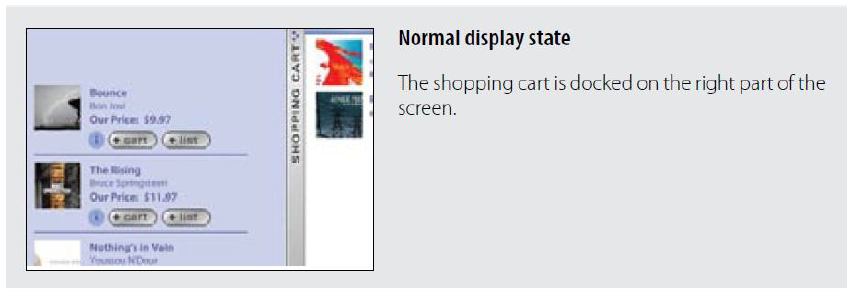 Normal display state
The shopping cart is docked on the right part of the
screen.
Bounce
Bon Jovi
Our Price: $9.97
i + cart + list
The Rising
Bruce Springsteen
Our Price: $11.97
i + cart + list
Nothing's in Vain
Youssou N'Dour
SHOPPING CART